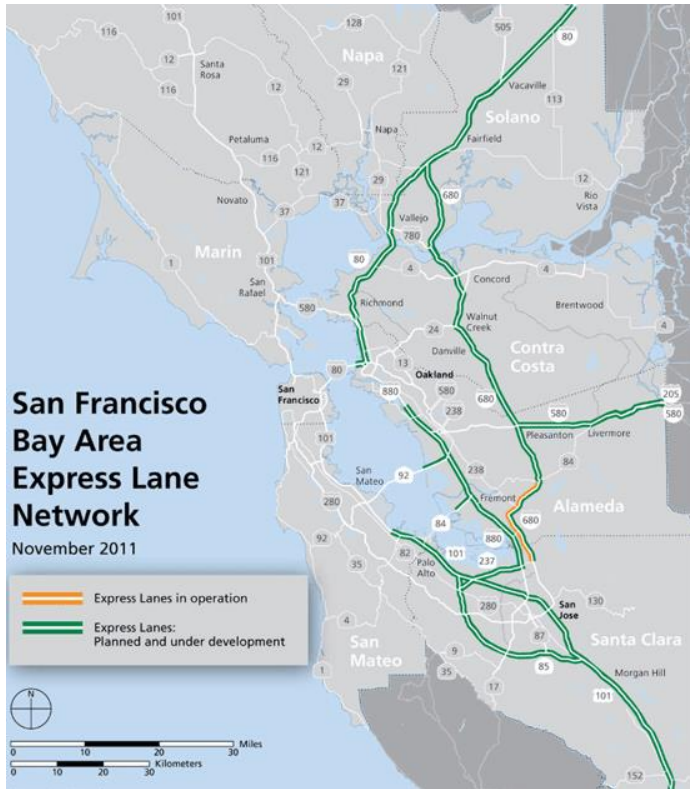 101
128
505
80
116
Napa
12
Santa
Rosa
29
121
Vacaville
116
12
Solano
113
Napa
Petaluma
12
Fairfield
116
121
29
680
12
Novato
37
37
Rio
Vista
Vallejo
Marin
780
1
101
80
4
4
San
Rafael
Concord
Richmond
Brentwood
580
Walnut
Creek
24
4
Danville
Contra
Costa
13
80
Oakland
San
Francisco
880
580
680
205
238
580
580
Livermore
Pleasanton
101
San
Mateo
92
238
84
280
Fremont
Alameda
84
680
92
880
101
82
Palo
Alto
237
35
280
San
Jose
130
4
87
Santa Clara
San
Mateo
9
85
1
35
Morgan Hill
17
101
152
San Francisco
Bay Area
Express Lane
Network
November 2011
Express Lanes in operation
Express Lanes:
Planned and under development
N
Miles
0 10 20 30
Kilometers
0 10 20 30